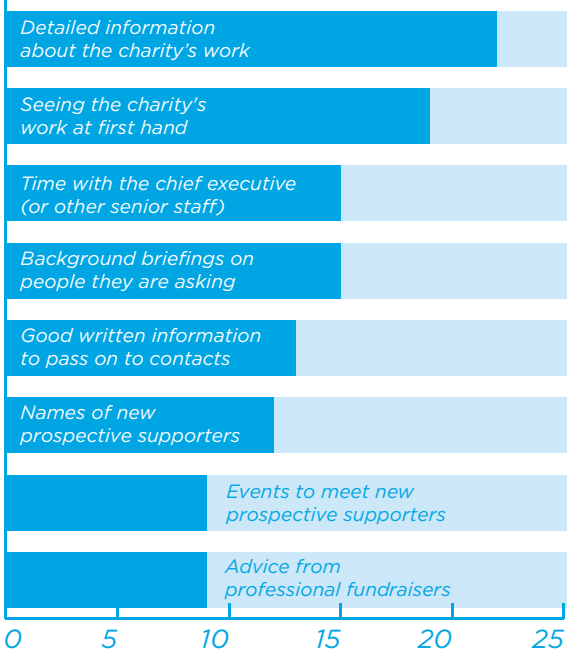 Detailed information
about the charity's work
Seeing the charity's
work at first hand
Time with the chief executive
(or other senior staff)
Background briefings on
people they are asking
Good written information
to pass on to contacts
Names of new
prospective supporters
Events to meet new
prospective supporters
Advice from
professional fundraisers
0 5 10 15 20 25